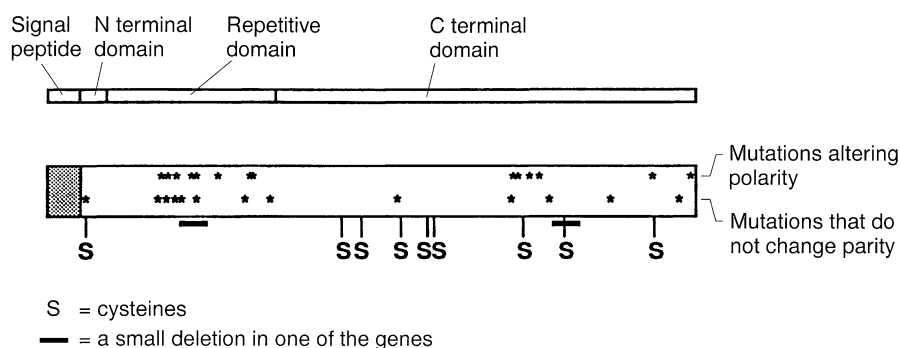 Signal
peptide
N terminal
domain
Repetitive
domain
C terminal
domain
Mutations altering
polarity
Mutations that do
not change parity
S S S S S S S S S
S = cysteines
= a small deletion in one of the genes